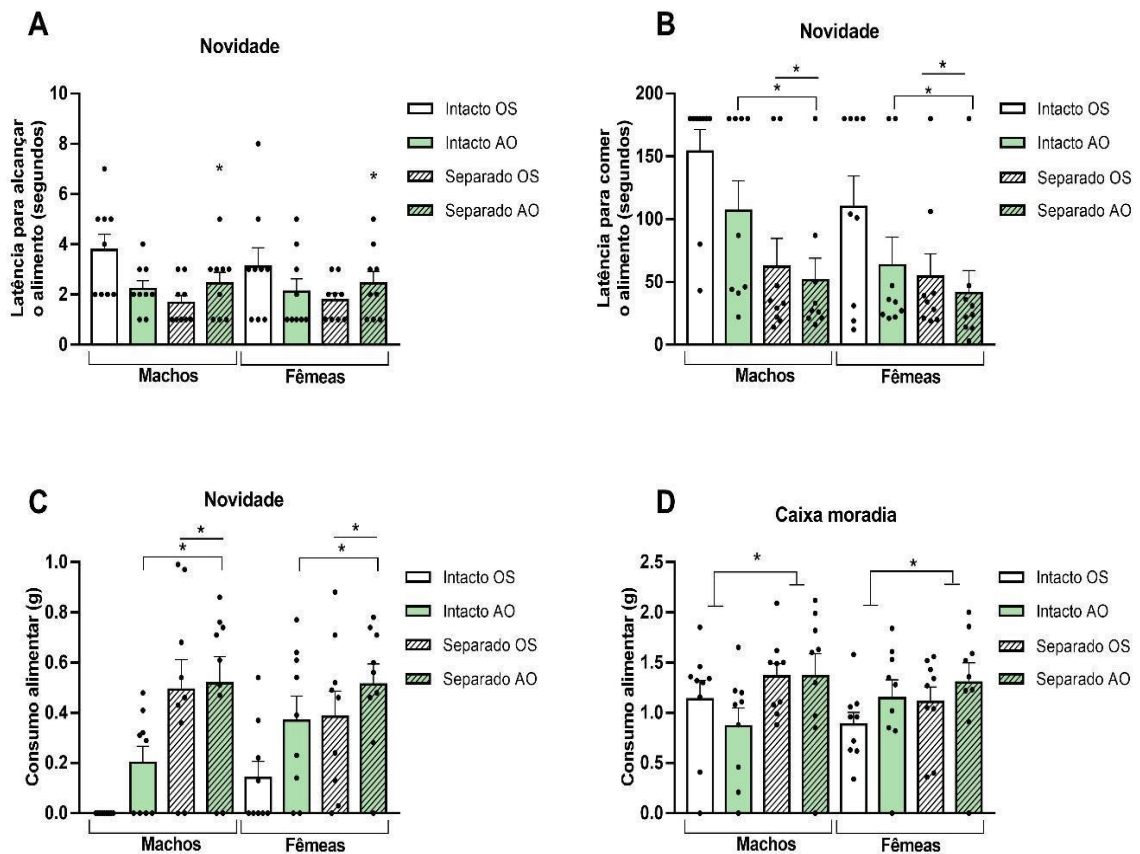 A
Novidade
Latência para alcançar
o alimento (segundos)
10
8
6
4
2
0
*
*
Machos
Fêmeas
Intacto OS
Intacto AO
Separado OS
Separado AO
B
Novidade
Latência para comer
o alimento (segundos)
200
150
100
50
0
*
*
*
*
Machos
Fêmeas
Intacto OS
Intacto AO
Separado OS
Separado AO
C
Novidade
Consumo alimentar (g)
1.0
0.8
0.6
0.4
0.2
0.0
*
*
*
*
Machos
Fêmeas
Intacto OS
Intacto AO
Separado OS
Separado AO
D
Caixa moradia
Consumo alimentar (g)
2.5
2.0
1.5
1.0
0.5
0.0
*
*
Machos
Fêmeas
Intacto OS
Intacto AO
Separado OS
Separado AO